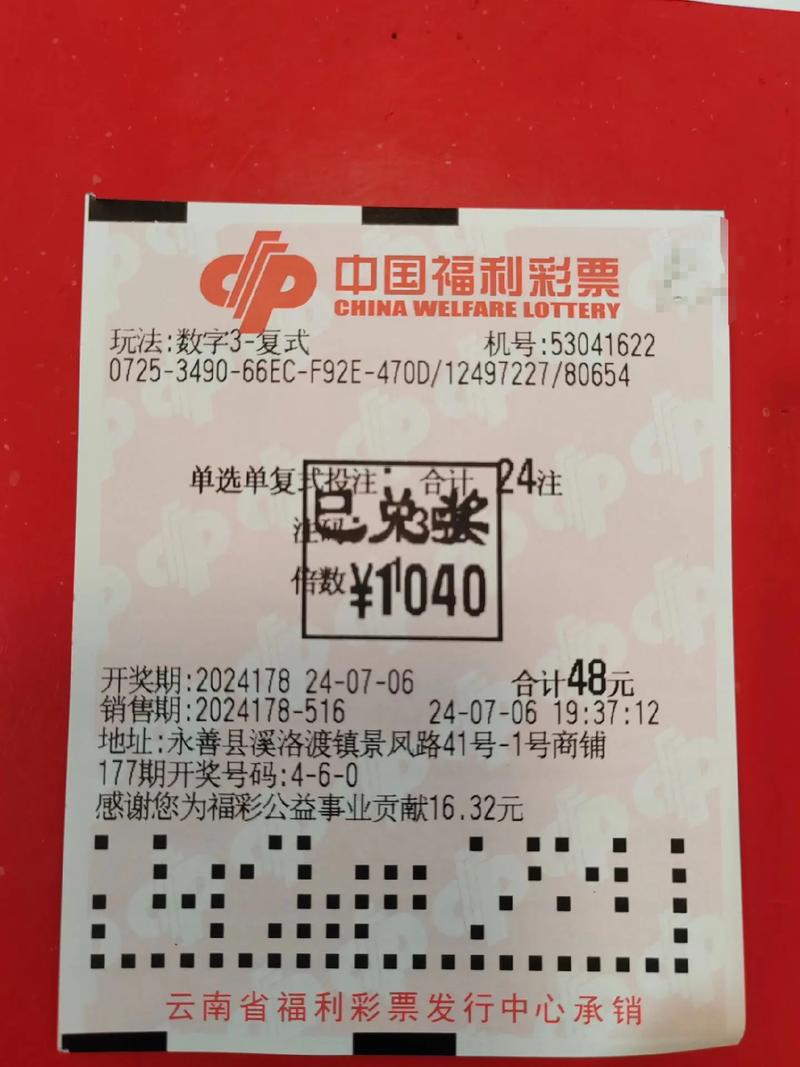 中国福利彩票
CHINA WELFARE LOTTERY
玩法:数字3-复式 机号:53041622
0725-3490-66EC-F92E-470D/12497227/80654
单选单复式投注: 合计 24注
注码:
已兑奖
倍数
¥1040
开奖期:2024178 24-07-06 合计48元
销售期:2024178-516 24-07-06 19:37:12
地址:永善县溪洛渡镇景凤路41号-1号商铺
177期开奖号码:4-6-0
感谢您为福彩公益事业贡献16.32元
云南省福利彩票发行中心承销